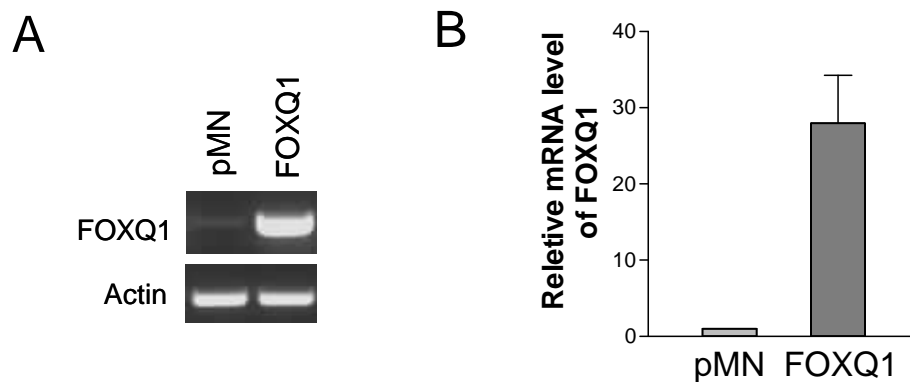 A
pMN
FOXQ1
FOXQ1
Actin
B
Reletive mRNA level
of FOXQ1
40
30
20
10
0
pMN FOXQ1